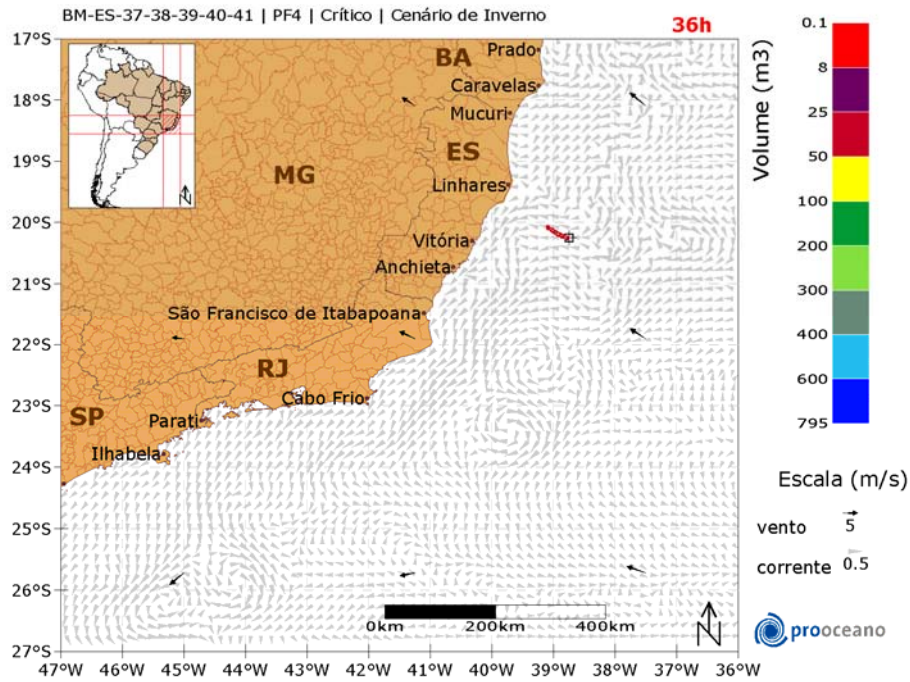 BM-ES-37-38-39-40-41 | PF4 | Crítico | Cenário de Inverno
36h
17°S
18°S
19°S
20°S
21°S
22°S
23°S
24°S
25°S
26°S
27°S
47°W
46°W
45°W
44°W
43°W
42°W
41°W
40°W
39°W
38°W
37°W
36°W
BA
Prado
Caravelas
Mucuri
ES
MG
Linhares
Vitória
Anchieta
São Francisco de Itabapoana
RJ
Cabo Frio
SP
Parati
Ilhabela
N
0km
200km
400km
N
Volume (m3)
0.1
8
25
50
100
200
300
400
600
795
Escala (m/s)
vento 5
corrente 0.5
prooceano